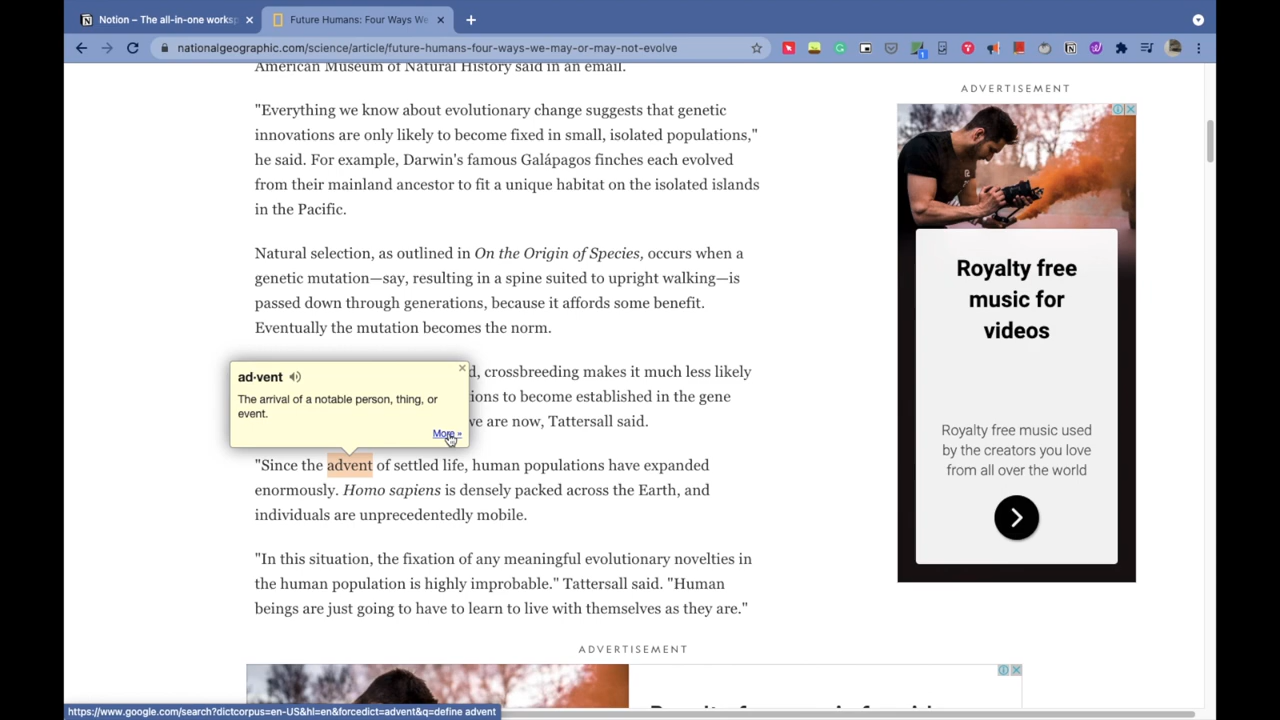 Notion – The all-in-one worksp
Future Humans: Four Ways We
nationalgeographic.com/science/article/future-humans-four-ways-we-may-or-may-not-evolve
1
American Museum of Natural History said in an email.
"Everything we know about evolutionary change suggests that genetic
innovations are only likely to become fixed in small, isolated populations,"
he said. For example, Darwin's famous Galápagos finches each evolved
from their mainland ancestor to fit a unique habitat on the isolated islands
in the Pacific.
Natural selection, as outlined in On the Origin of Species, occurs when a
genetic mutation—say, resulting in a spine suited to upright walking—is
passed down through generations, because it affords some benefit.
Eventually the mutation becomes the norm.
d, crossbreeding makes it much less likely
ions to become established in the gene
we are now, Tattersall said.
ad·vent
The arrival of a notable person, thing, or
event.
More »
"Since the advent of settled life, human populations have expanded
enormously. Homo sapiens is densely packed across the Earth, and
individuals are unprecedentedly mobile.
"In this situation, the fixation of any meaningful evolutionary novelties in
the human population is highly improbable." Tattersall said. "Human
beings are just going to have to learn to live with themselves as they are."
ADVERTISEMENT
ADVERTISEMENT
Royalty free
music for
videos
Royalty free music used
by the creators you love
from all over the world
https://www.google.com/search?dictcorpus=en-US&hl=en&forcedict=advent&q=define advent